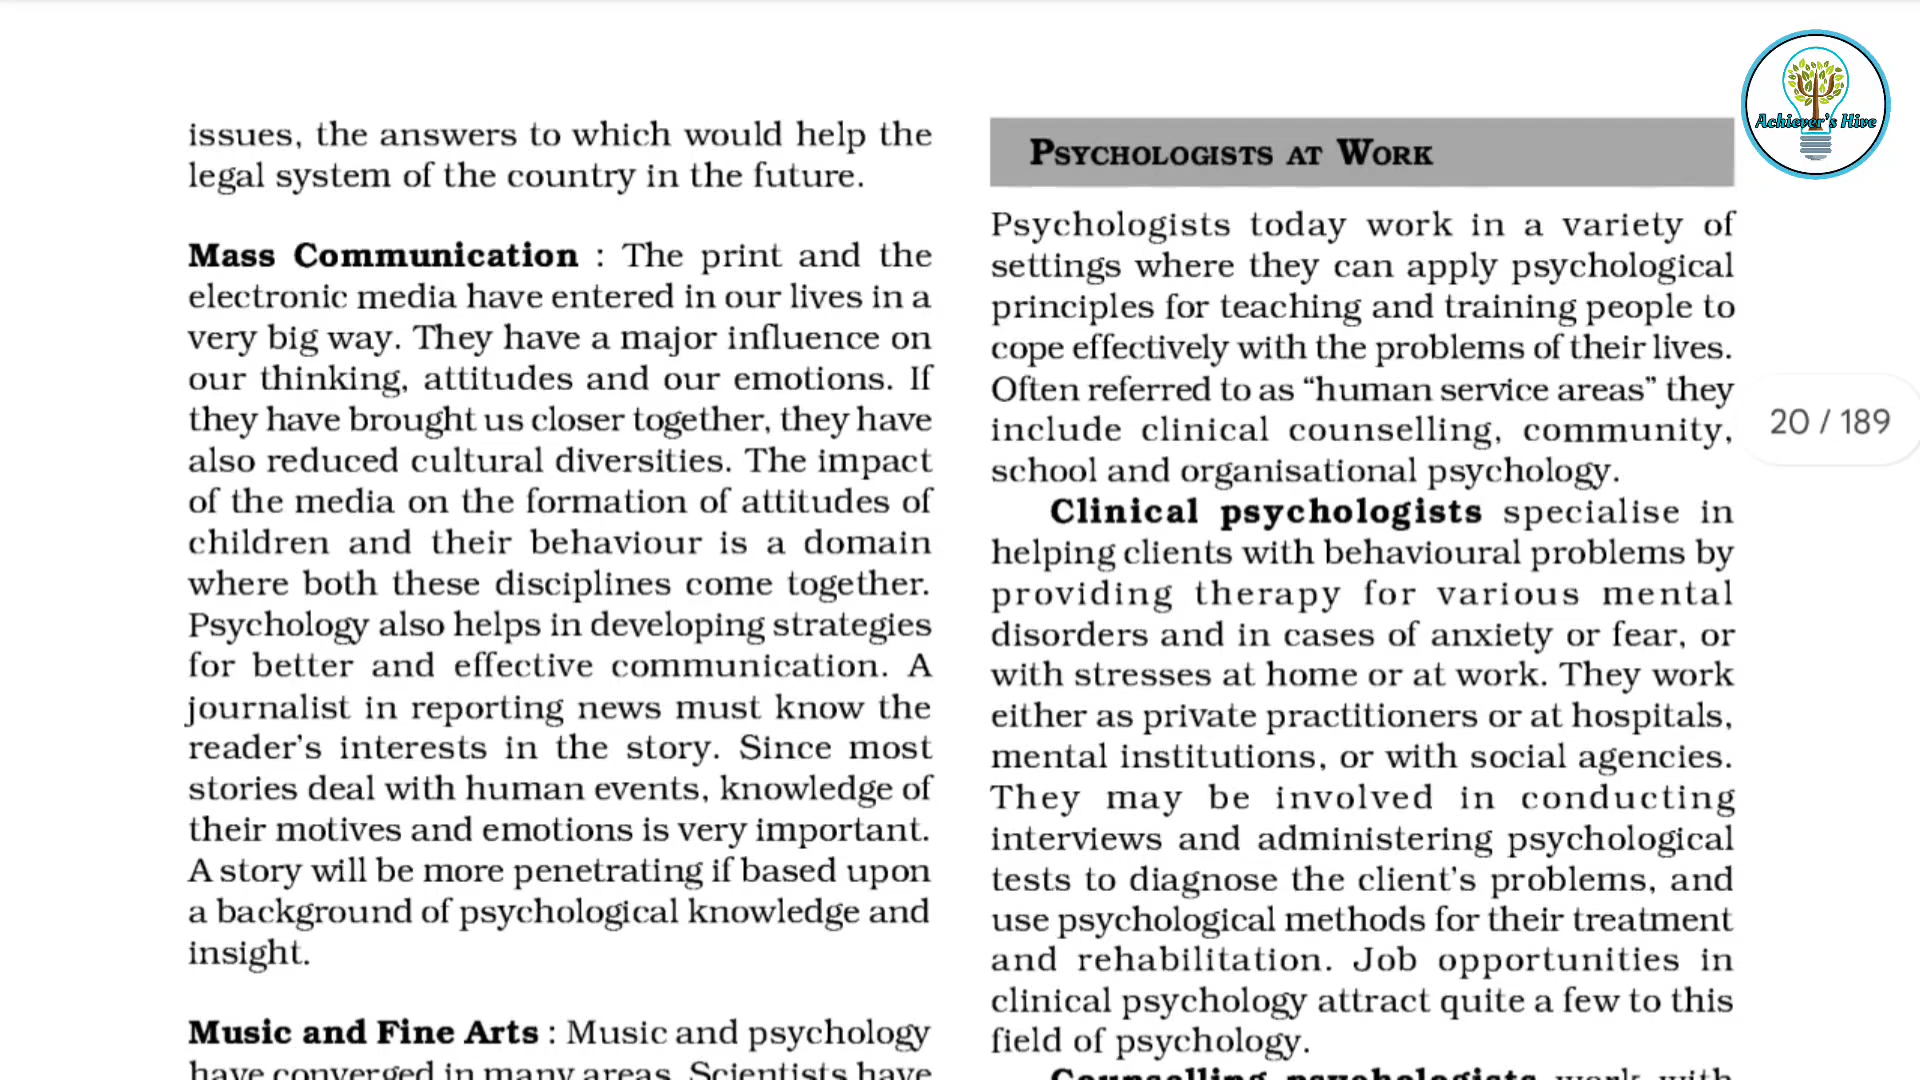 issues, the answers to which would help the
legal system of the country in the future.
Mass Communication : The print and the
electronic media have entered in our lives in a
very big way. They have a major influence on
our thinking, attitudes and our emotions. If
they have brought us closer together, they have
also reduced cultural diversities. The impact
of the media on the formation of attitudes of
children and their behaviour is a domain
where both these disciplines come together.
Psychology also helps in developing strategies
for better and effective communication. A
journalist in reporting news must know the
reader's interests in the story. Since most
stories deal with human events, knowledge of
their motives and emotions is very important.
A story will be more penetrating if based upon
a background of psychological knowledge and
insight.
Music and Fine Arts : Music and psychology
have converged in many areas. Scientists have
PSYCHOLOGISTS AT WORK
Psychologists today work in a variety of
settings where they can apply psychological
principles for teaching and training people to
cope effectively with the problems of their lives.
Often referred to as “human service areas” they
include clinical counselling, community,
school and organisational psychology.
Clinical psychologists specialise in
helping clients with behavioural problems by
providing therapy for various mental
disorders and in cases of anxiety or fear, or
with stresses at home or at work. They work
either as private practitioners or at hospitals,
mental institutions, or with social agencies.
They may be involved in conducting
interviews and administering psychological
tests to diagnose the client's problems, and
use psychological methods for their treatment
and rehabilitation. Job opportunities in
clinical psychology attract quite a few to this
field of psychology.
Counselling psychologists work with
Achiever's Hive
20 / 189